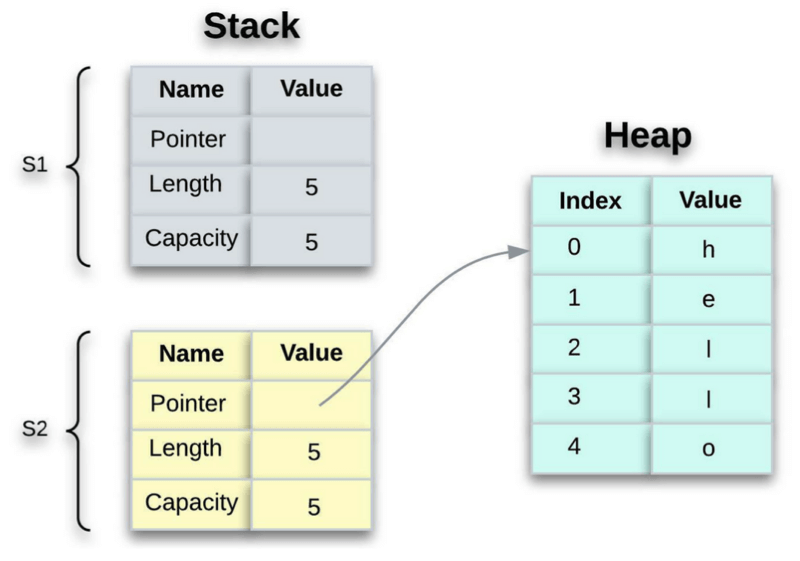 Stack
S1
Name Value
Pointer
Length 5
Capacity 5
S2
Name Value
Pointer
Length 5
Capacity 5
Heap
Index Value
0 h
1 e
2 l
3 l
4 o